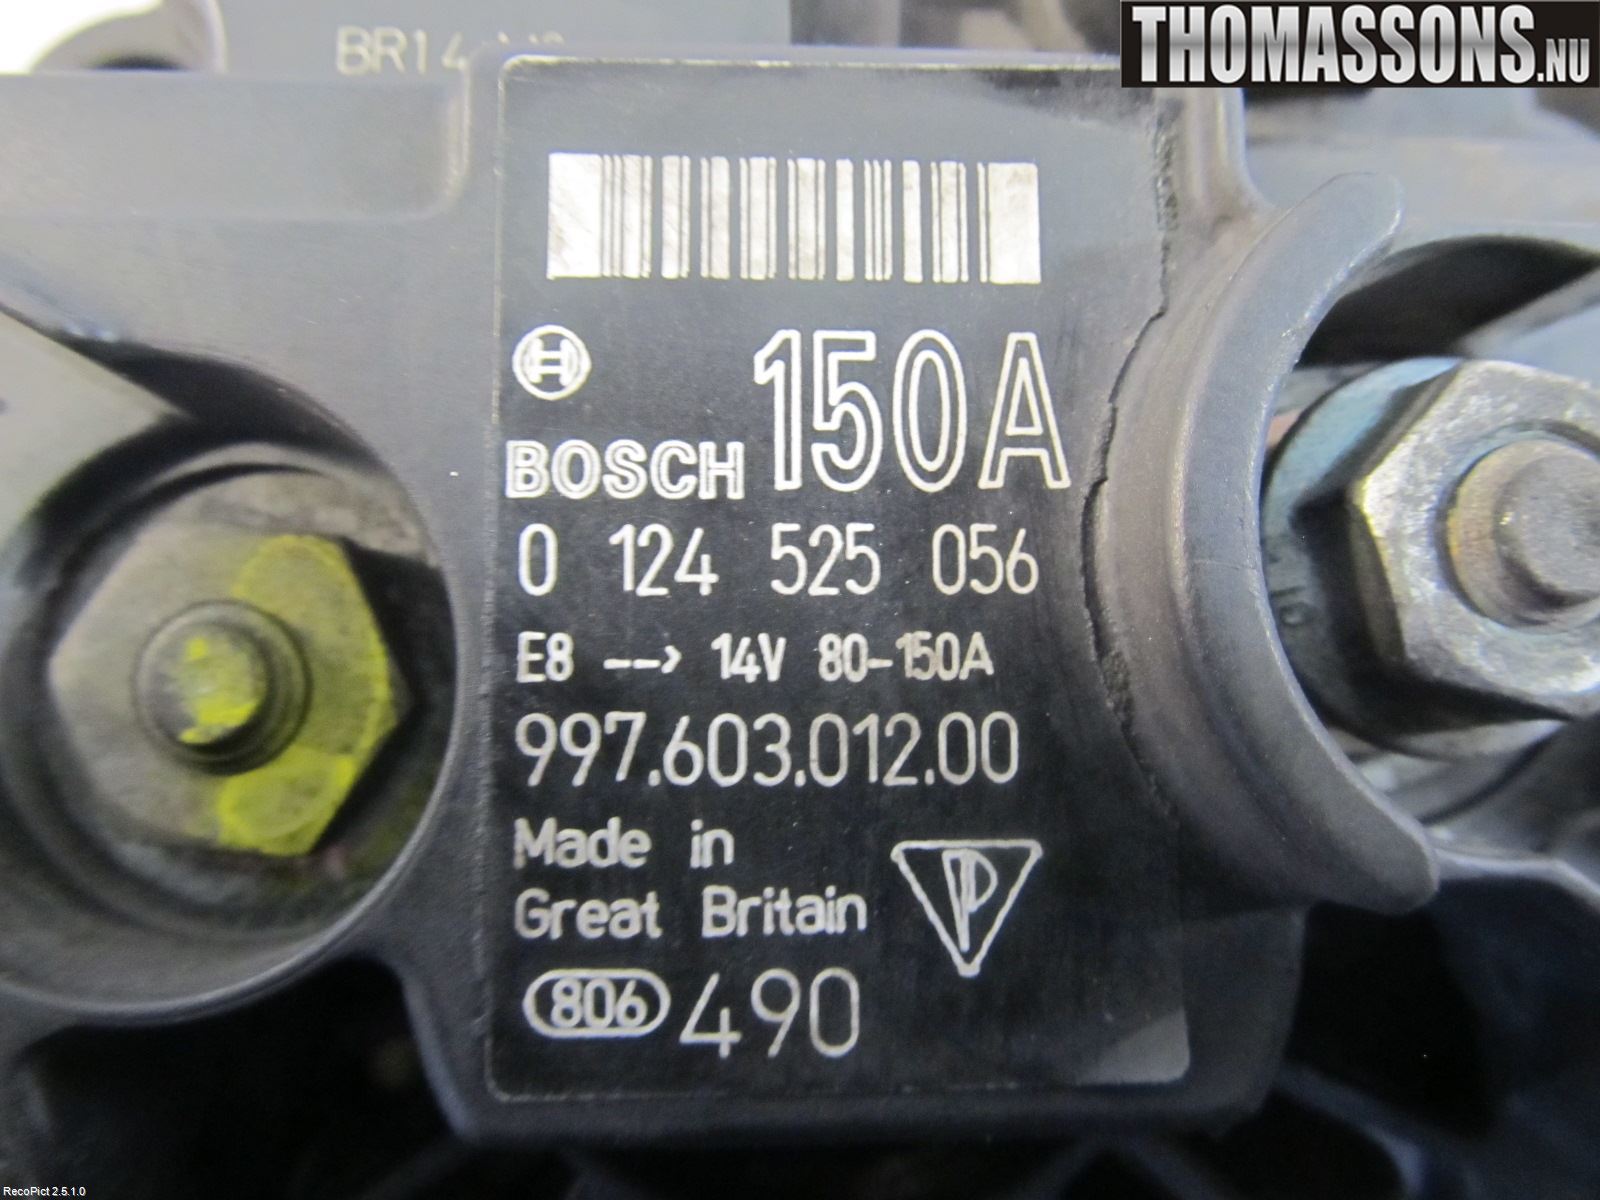 THOMASSONS.NU
BR14
150A
BOSCH
0 124 525 056
E8 --> 14V 80-150A
997.603.012.00
Made in
Great Britain
806 490
RecoPict 2.5.1.0